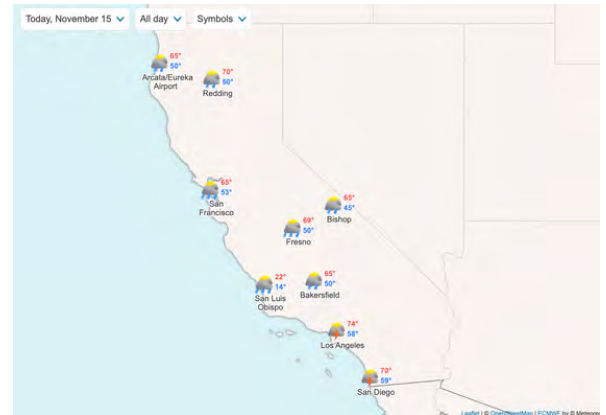 Today, November 15
All day
Symbols
65°
50°
Arcata/Eureka
Airport
70°
50°
Redding
65°
53°
San
Francisco
65°
45°
Bishop
69°
50°
Fresno
22°
14°
San Luis
Obispo
65°
50°
Bakersfield
74°
58°
Los Angeles
70°
59°
San Diego
Leaflet | © OpenStreetMap | ECMWF by © Meteored